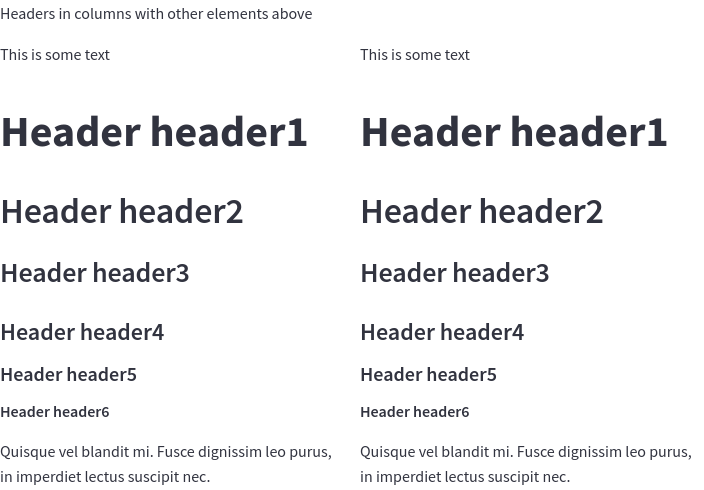 Headers in columns with other elements above
This is some text
Header header1
Header header2
Header header3
Header header4
Header header5
Header header6
Quisque vel blandit mi. Fusce dignissim leo purus,
in imperdiet lectus suscipit nec.
This is some text
Header header1
Header header2
Header header3
Header header4
Header header5
Header header6
Quisque vel blandit mi. Fusce dignissim leo purus,
in imperdiet lectus suscipit nec.